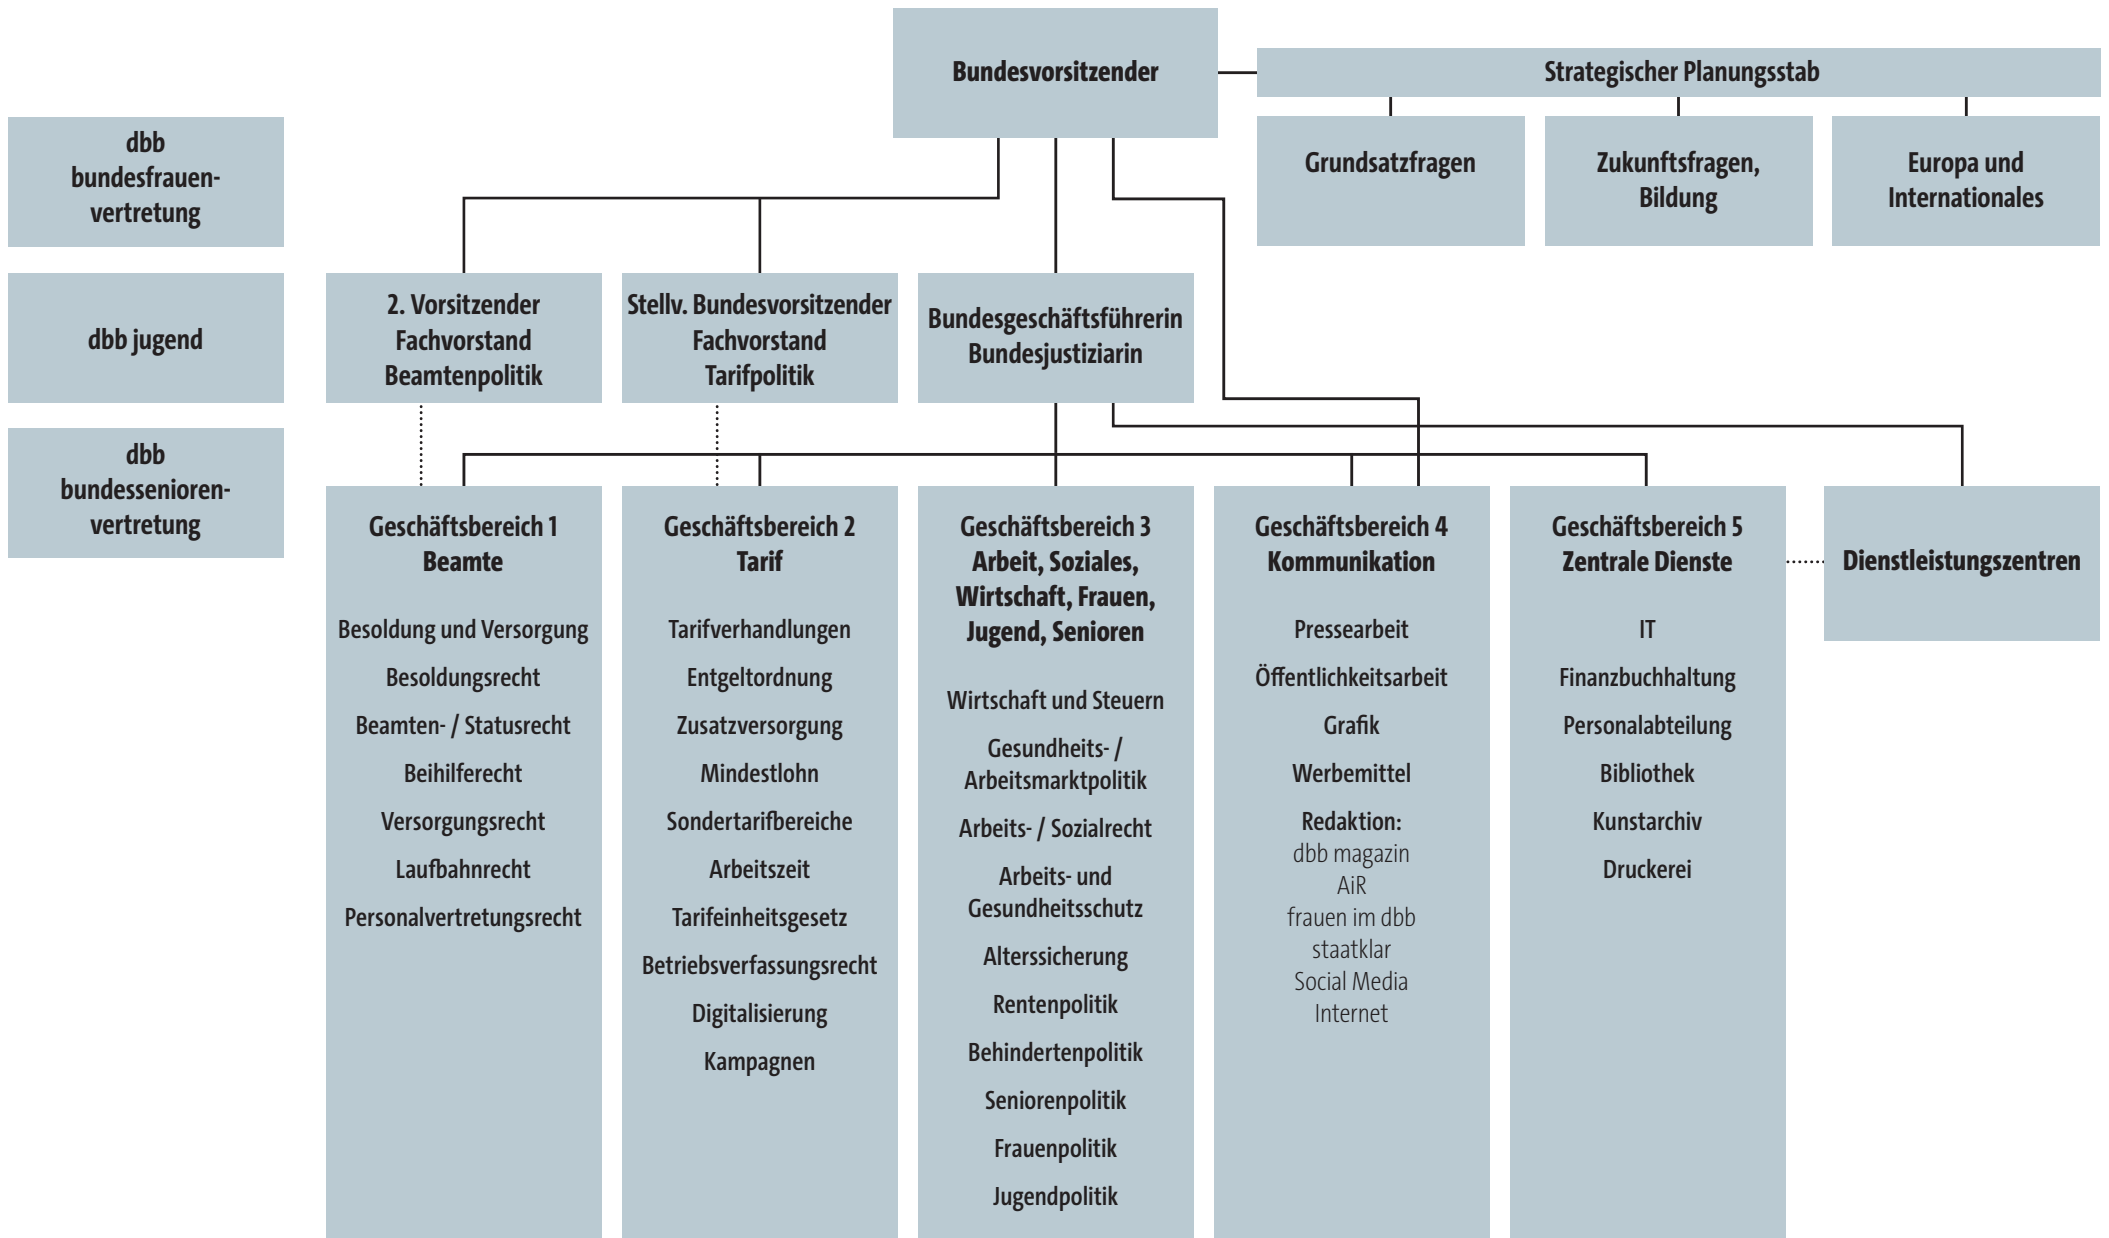 Bundesvorsitzender
Strategischer Planungsstab
Grundsatzfragen
Zukunftsfragen,
Bildung
Europa und
Internationales
dbb
bundesfrauen-
vertretung
dbb jugend
dbb
bundessenioren-
vertretung
2. Vorsitzender
Fachvorstand
Beamtenpolitik
Stellv. Bundesvorsitzender
Fachvorstand
Tarifpolitik
Bundesgeschäftsführerin
Bundesjustiziarin
Geschäftsbereich 1
Beamte
Besoldung und Versorgung
Besoldungsrecht
Beamten- / Statusrecht
Beihilferecht
Versorgungsrecht
Laufbahnrecht
Personalvertretungsrecht
Geschäftsbereich 2
Tarif
Tarifverhandlungen
Entgeltordnung
Zusatzversorgung
Mindestlohn
Sondertarifbereiche
Arbeitszeit
Tarifeinheitsgesetz
Betriebsverfassungsrecht
Digitalisierung
Kampagnen
Geschäftsbereich 3
Arbeit, Soziales,
Wirtschaft, Frauen,
Jugend, Senioren
Wirtschaft und Steuern
Gesundheits- /
Arbeitsmarktpolitik
Arbeits- / Sozialrecht
Arbeits- und
Gesundheitsschutz
Alterssicherung
Rentenpolitik
Behindertenpolitik
Seniorenpolitik
Frauenpolitik
Jugendpolitik
Geschäftsbereich 4
Kommunikation
Pressearbeit
Öffentlichkeitsarbeit
Grafik
Werbemittel
Redaktion:
dbb magazin
AiR
frauen im dbb
staatklar
Social Media
Internet
Geschäftsbereich 5
Zentrale Dienste
IT
Finanzbuchhaltung
Personalabteilung
Bibliothek
Kunstarchiv
Druckerei
Dienstleistungszentren